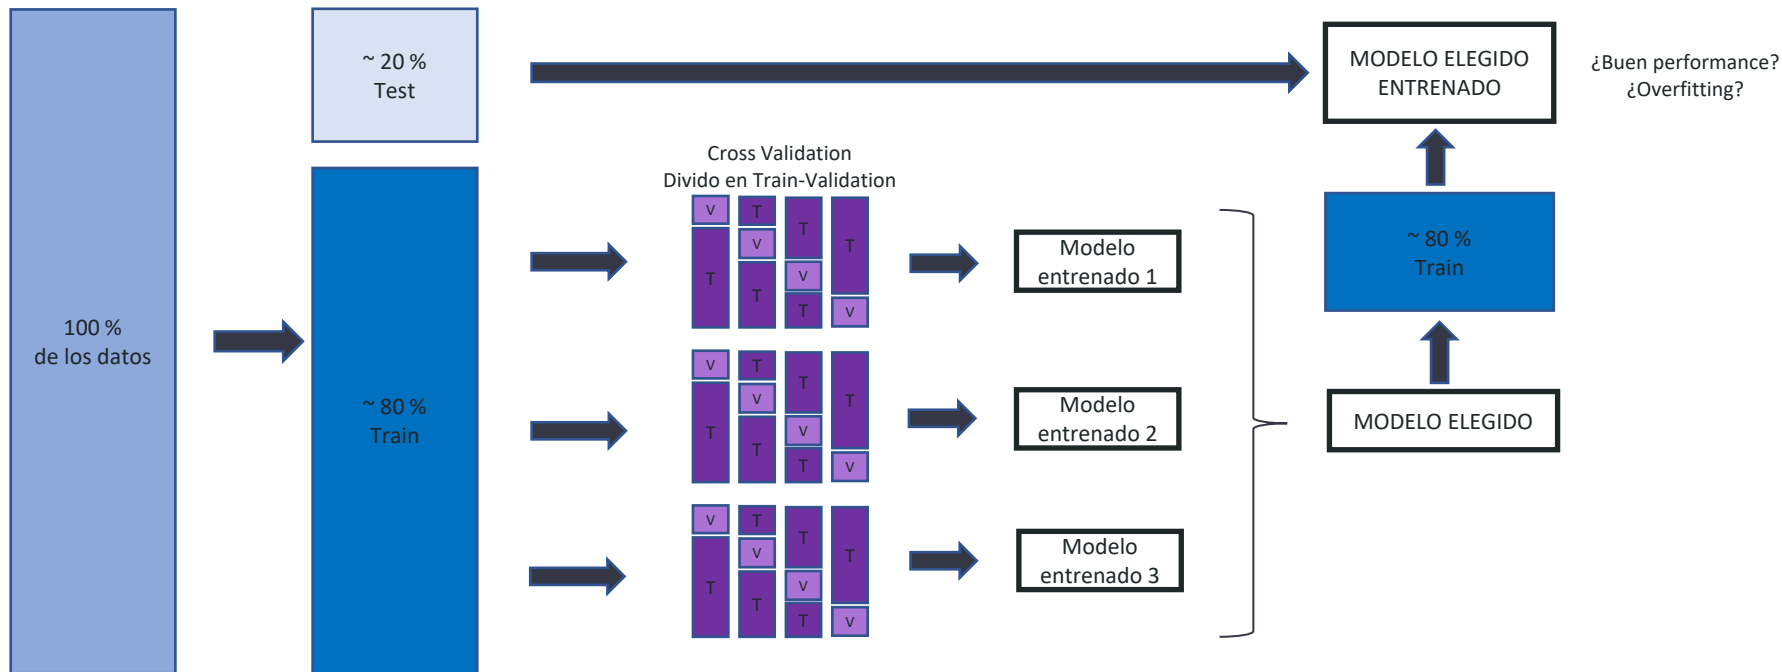 100 %
de los datos
~ 20 %
Test
~ 80 %
Train
Cross Validation
Divido en Train-Validation
V
T
T
V
T
T
V
T
T
V
V
T
T
V
T
T
V
T
T
V
V
T
T
V
T
T
V
T
T
V
Modelo
entrenado 1
Modelo
entrenado 2
Modelo
entrenado 3
MODELO ELEGIDO
~ 80 %
Train
MODELO ELEGIDO
ENTRENADO
¿Buen performance?
¿Overfitting?